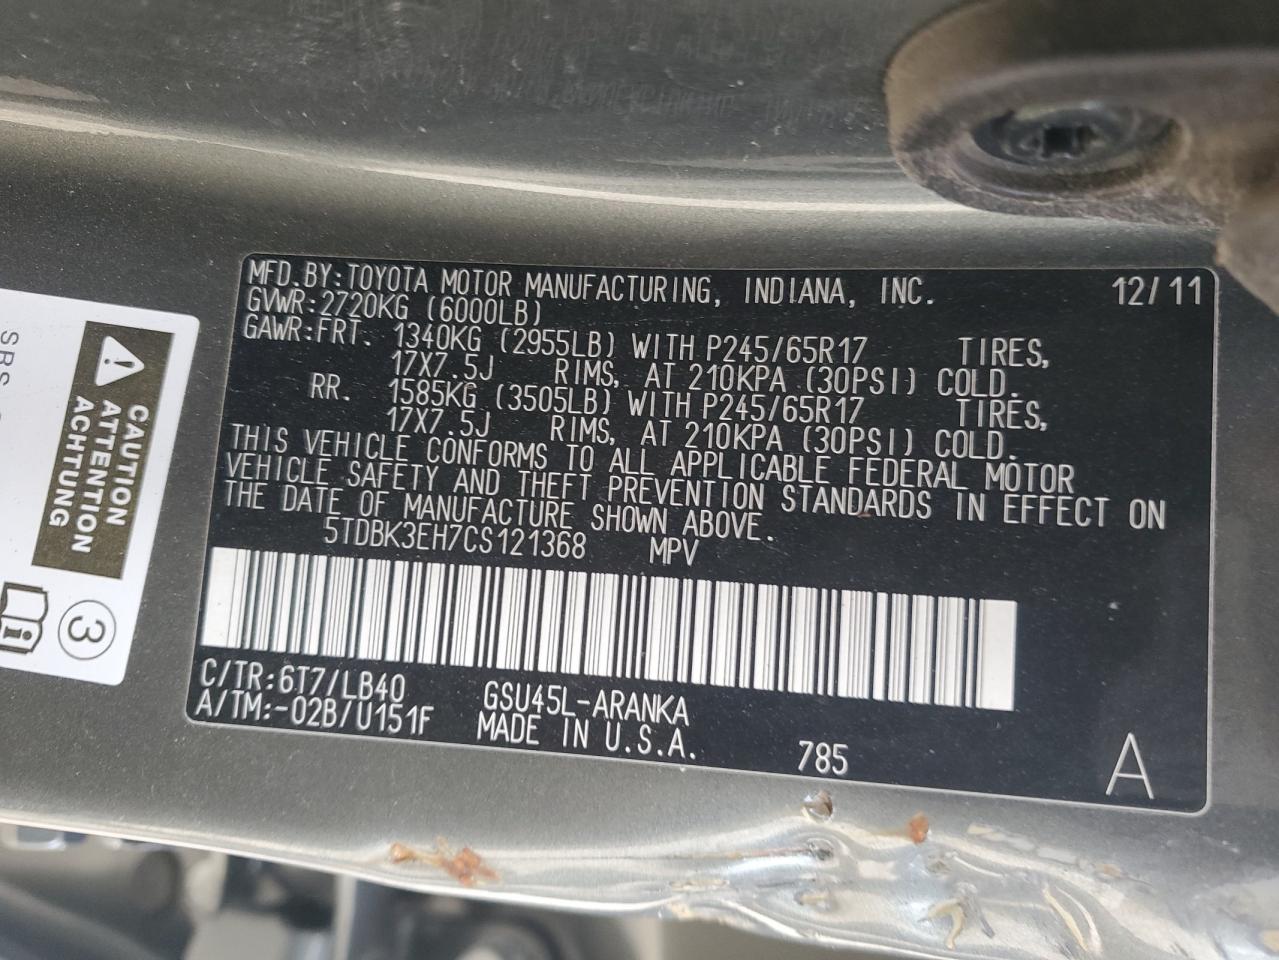 MFD.BY:TOYOTA MOTOR MANUFACTURING, INDIANA, INC. 12/11
GVWR:2720KG (6000LB)
GAWR:FRT. 1340KG (2955LB) WITH P245/65R17 TIRES,
17X7.5J RIMS, AT 210KPA (30PSI) COLD.
RR. 1585KG (3505LB) WITH P245/65R17 TIRES,
17X7.5J RIMS, AT 210KPA (30PSI) COLD.
THIS VEHICLE CONFORMS TO ALL APPLICABLE FEDERAL MOTOR
VEHICLE SAFETY AND THEFT PREVENTION STANDARDS IN EFFECT ON
THE DATE OF MANUFACTURE SHOWN ABOVE.
5TDBK3EH7CS121368 MPV
C/TR:6T7/LB40 GSU45L-ARANKA
A/TM:-02B/U151F MADE IN U.S.A. 785 A
CAUTION
ATTENTION
ACHTUNG
3
SRS